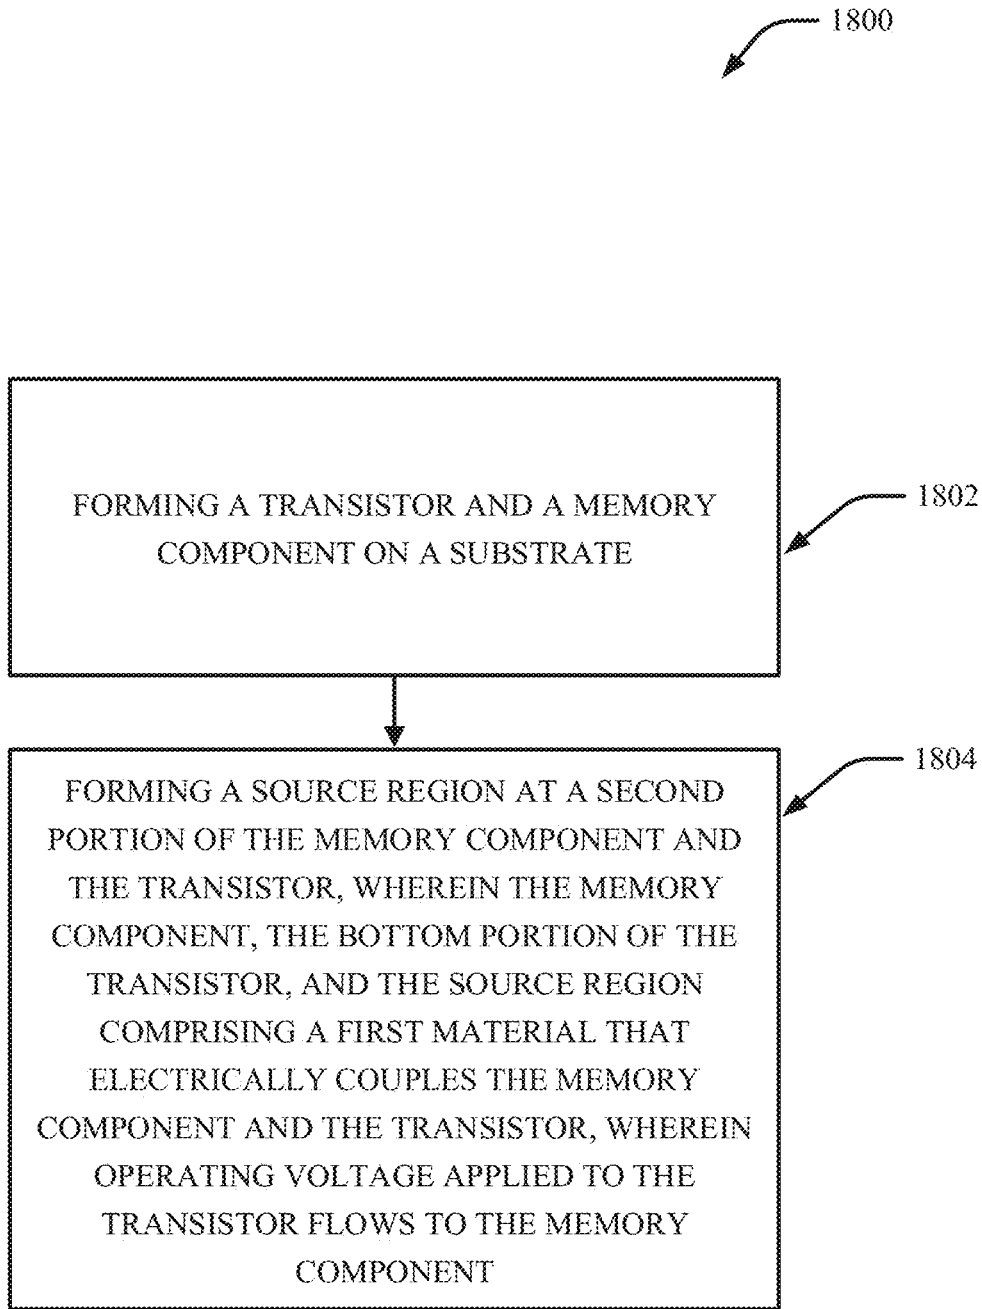 1800
FORMING A TRANSISTOR AND A MEMORY
COMPONENT ON A SUBSTRATE
1802
FORMING A SOURCE REGION AT A SECOND
PORTION OF THE MEMORY COMPONENT AND
THE TRANSISTOR, WHEREIN THE MEMORY
COMPONENT, THE BOTTOM PORTION OF THE
TRANSISTOR, AND THE SOURCE REGION
COMPRISING A FIRST MATERIAL THAT
ELECTRICALLY COUPLES THE MEMORY
COMPONENT AND THE TRANSISTOR, WHEREIN
OPERATING VOLTAGE APPLIED TO THE
TRANSISTOR FLOWS TO THE MEMORY
COMPONENT
1804